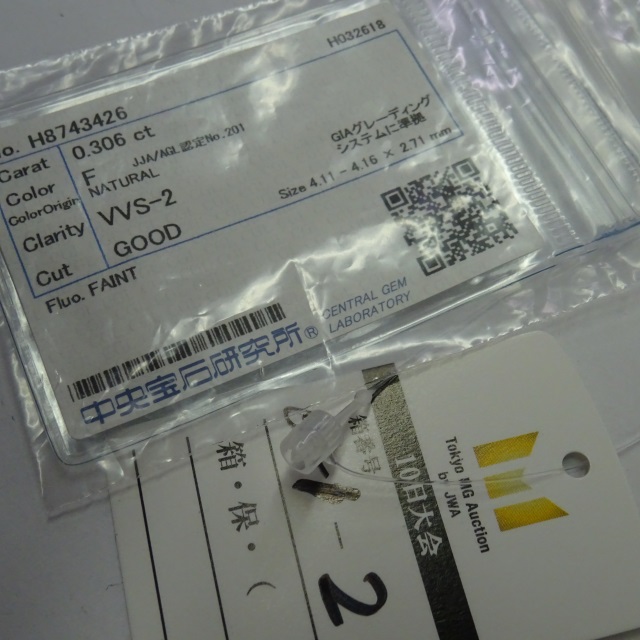 H032618
No. H8743426
Carat 0.306 ct
Color F JJA/AGL認定No.201
ColorOrigin NATURAL
GIAグレーディング
システムに準拠
Clarity VVS-2
Size 4.11 - 4.16 × 2.71 mm
Cut GOOD
Fluo. FAINT
中央宝石研究所®
CENTRAL GEM
LABORATORY
Tokyo MG Auction
by JWA
10月大会
- 2
箱・保・(